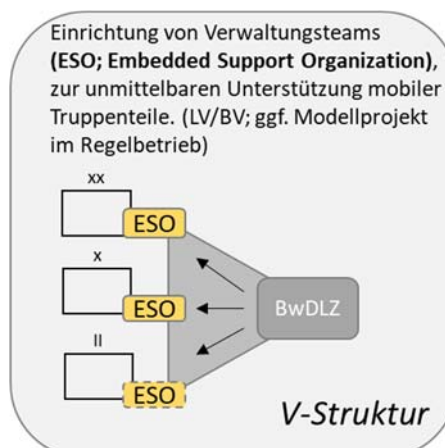 Einrichtung von Verwaltungsteams
(ESO; Embedded Support Organization),
zur unmittelbaren Unterstützung mobiler
Truppenteile. (LV/BV; ggf. Modellprojekt
im Regelbetrieb)
xx
ESO
x
ESO
BwDLZ
II
ESO
V-Struktur